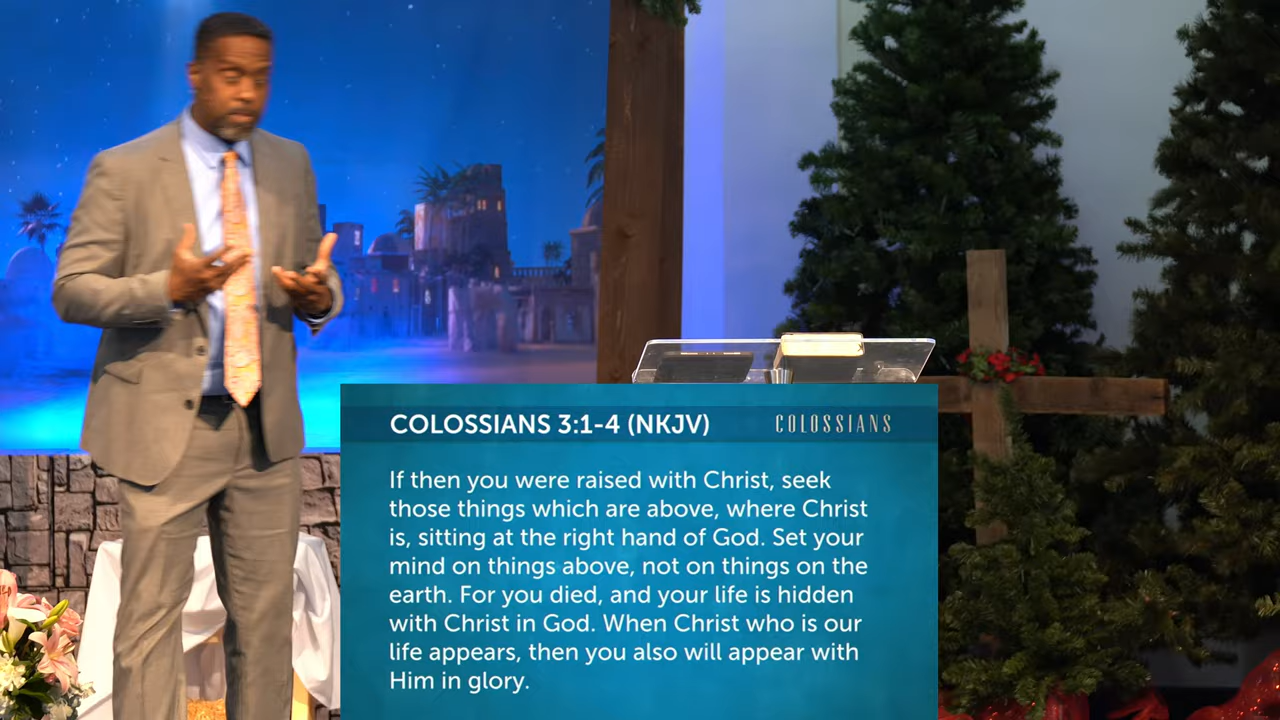 COLOSSIANS 3:1-4 (NKJV)
COLOSSIANS
If then you were raised with Christ, seek
those things which are above, where Christ
is, sitting at the right hand of God. Set your
mind on things above, not on things on the
earth. For you died, and your life is hidden
with Christ in God. When Christ who is our
life appears, then you also will appear with
Him in glory.